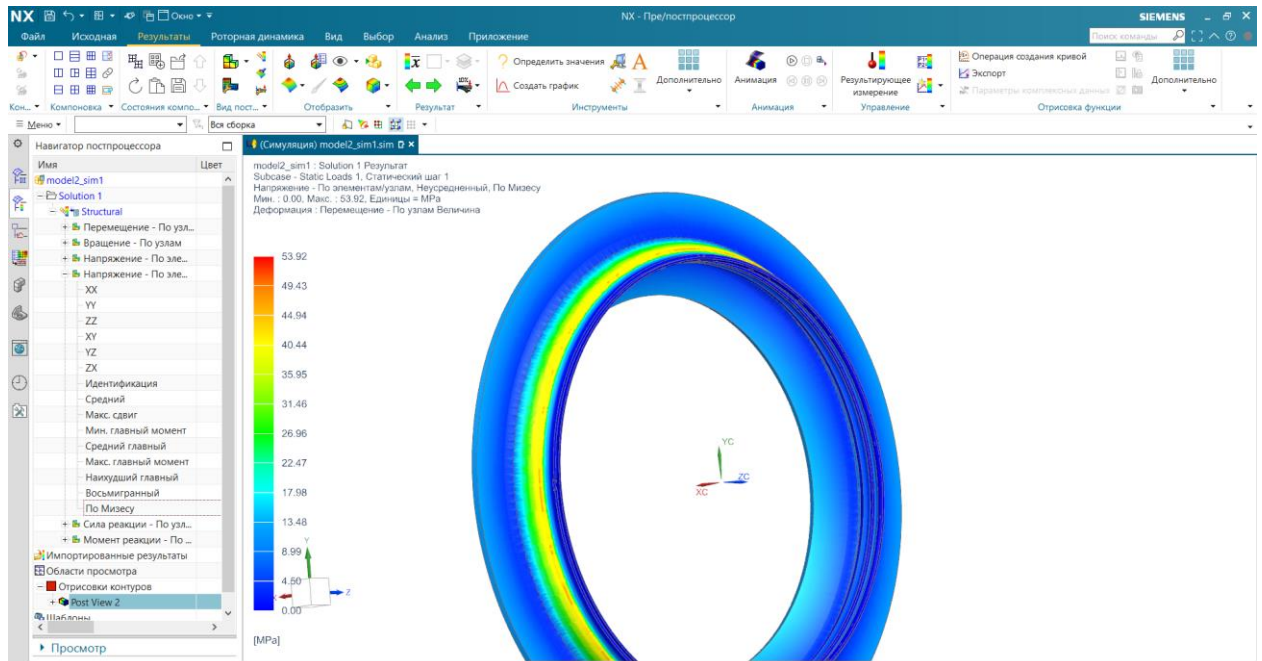 NX Окно NX - Пре/постпроцессор SIEMENS
Файл Исходная Результаты Роторная динамика Вид Выбор Анализ Приложение Поиск команды
Определить значения A Дополнительно Анимация Результирующее измерение Операция создания кривой Дополнительно
Создать график Экспорт
Параметры комплексных данных
Кон... Компоновка Состояния компо... Вид пост... Отобразить Результат Инструменты Анимация Управление Отрисовка функции
Меню Вся сборка
Навигатор постпроцессора
(Симуляция) model2_sim1.sim
Имя Цвет
model2_sim1
Solution 1
Structural
Перемещение - По узл...
Вращение - По узлам
Напряжение - По эле...
Напряжение - По эле...
XX
YY
ZZ
XY
YZ
ZX
Идентификация
Средний
Макс. сдвиг
Мин. главный момент
Средний главный
Макс. главный момент
Наихудший главный
Восьмигранный
По Мизесу
Сила реакции - По узл...
Момент реакции - По ...
Импортированные результаты
Области просмотра
Отрисовки контуров
Post View 2
Шаблоны
Просмотр
model2_sim1 : Solution 1 Результат
Subcase - Static Loads 1, Статический шаг 1
Напряжение - По элементам/узлам, Неусредненный, По Мизесу
Мин. : 0.00, Макс. : 53.92, Единицы = MPa
Деформация : Перемещение - По узлам Величина
53.92
49.43
44.94
40.44
35.95
31.46
26.96
22.47
17.98
13.48
8.99
4.50
0.00
[MPa]
Y
Z
YC
ZC
XC